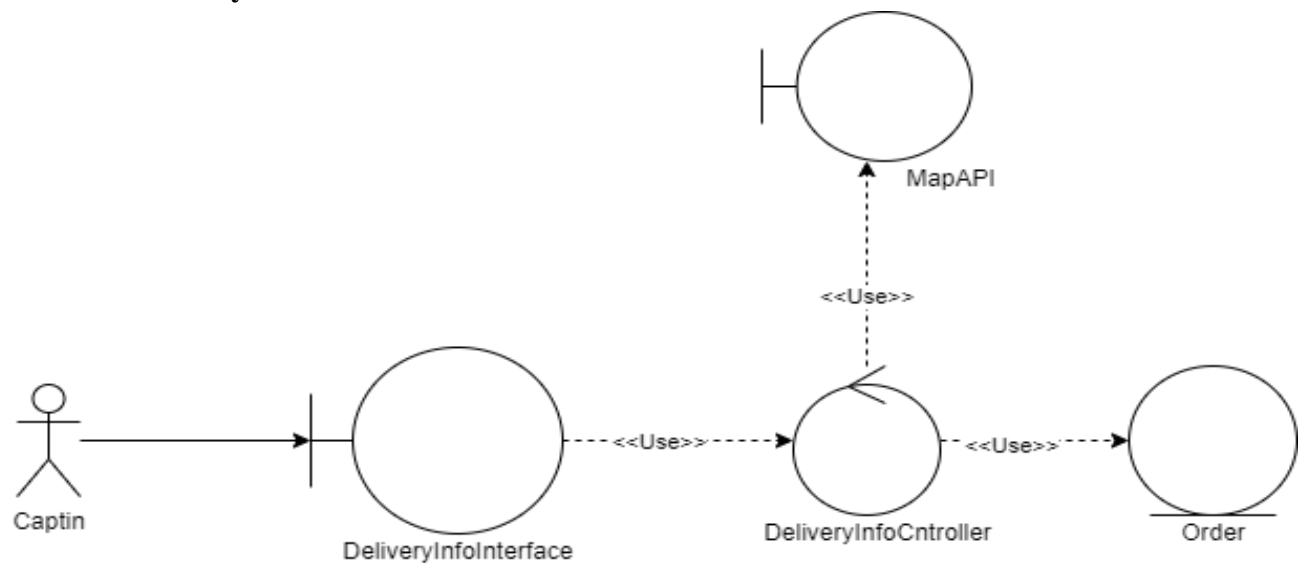 MapAPI
<<Use>>
<<Use>>
<<Use>>
Captin
DeliveryInfoInterface
DeliveryInfoCntroller
Order